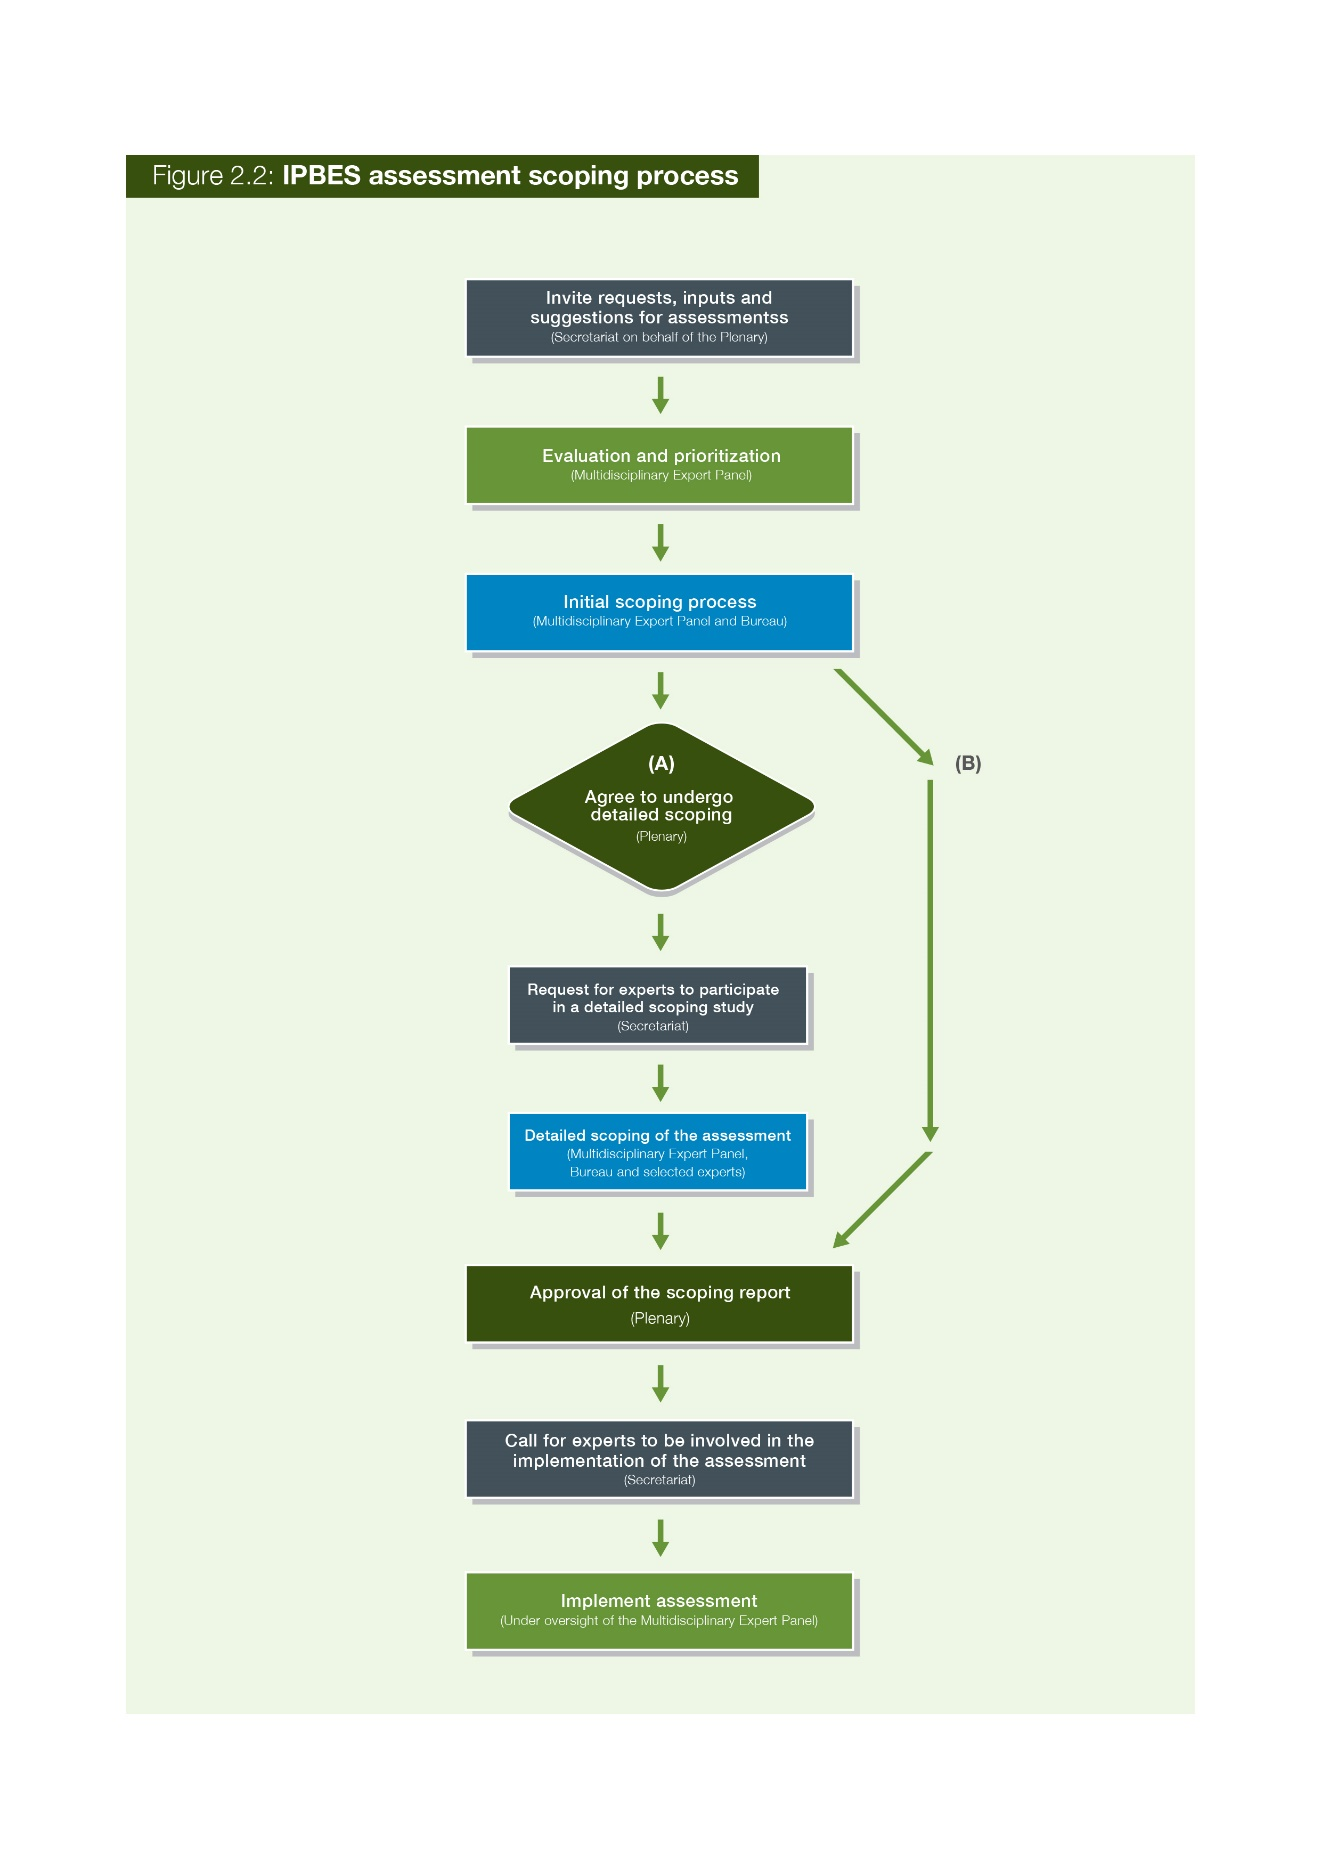 Figure 2.2: IPBES assessment scoping process
Invite requests, inputs and
suggestions for assessmentss
(Secretariat on behalf of the Plenary)
Evaluation and prioritization
(Multidisciplinary Expert Panel)
Initial scoping process
(Multidisciplinary Expert Panel and Bureau)
(A)
(B)
Agree to undergo
detailed scoping
(Plenary)
Request for experts to participate
in a detailed scoping study
(Secretariat)
Detailed scoping of the assessment
(Multidisciplinary Expert Panel,
Bureau and selected experts)
Approval of the scoping report
(Plenary)
Call for experts to be involved in the
implementation of the assessment
(Secretariat)
Implement assessment
(Under oversight of the Multidisciplinary Expert Panel)